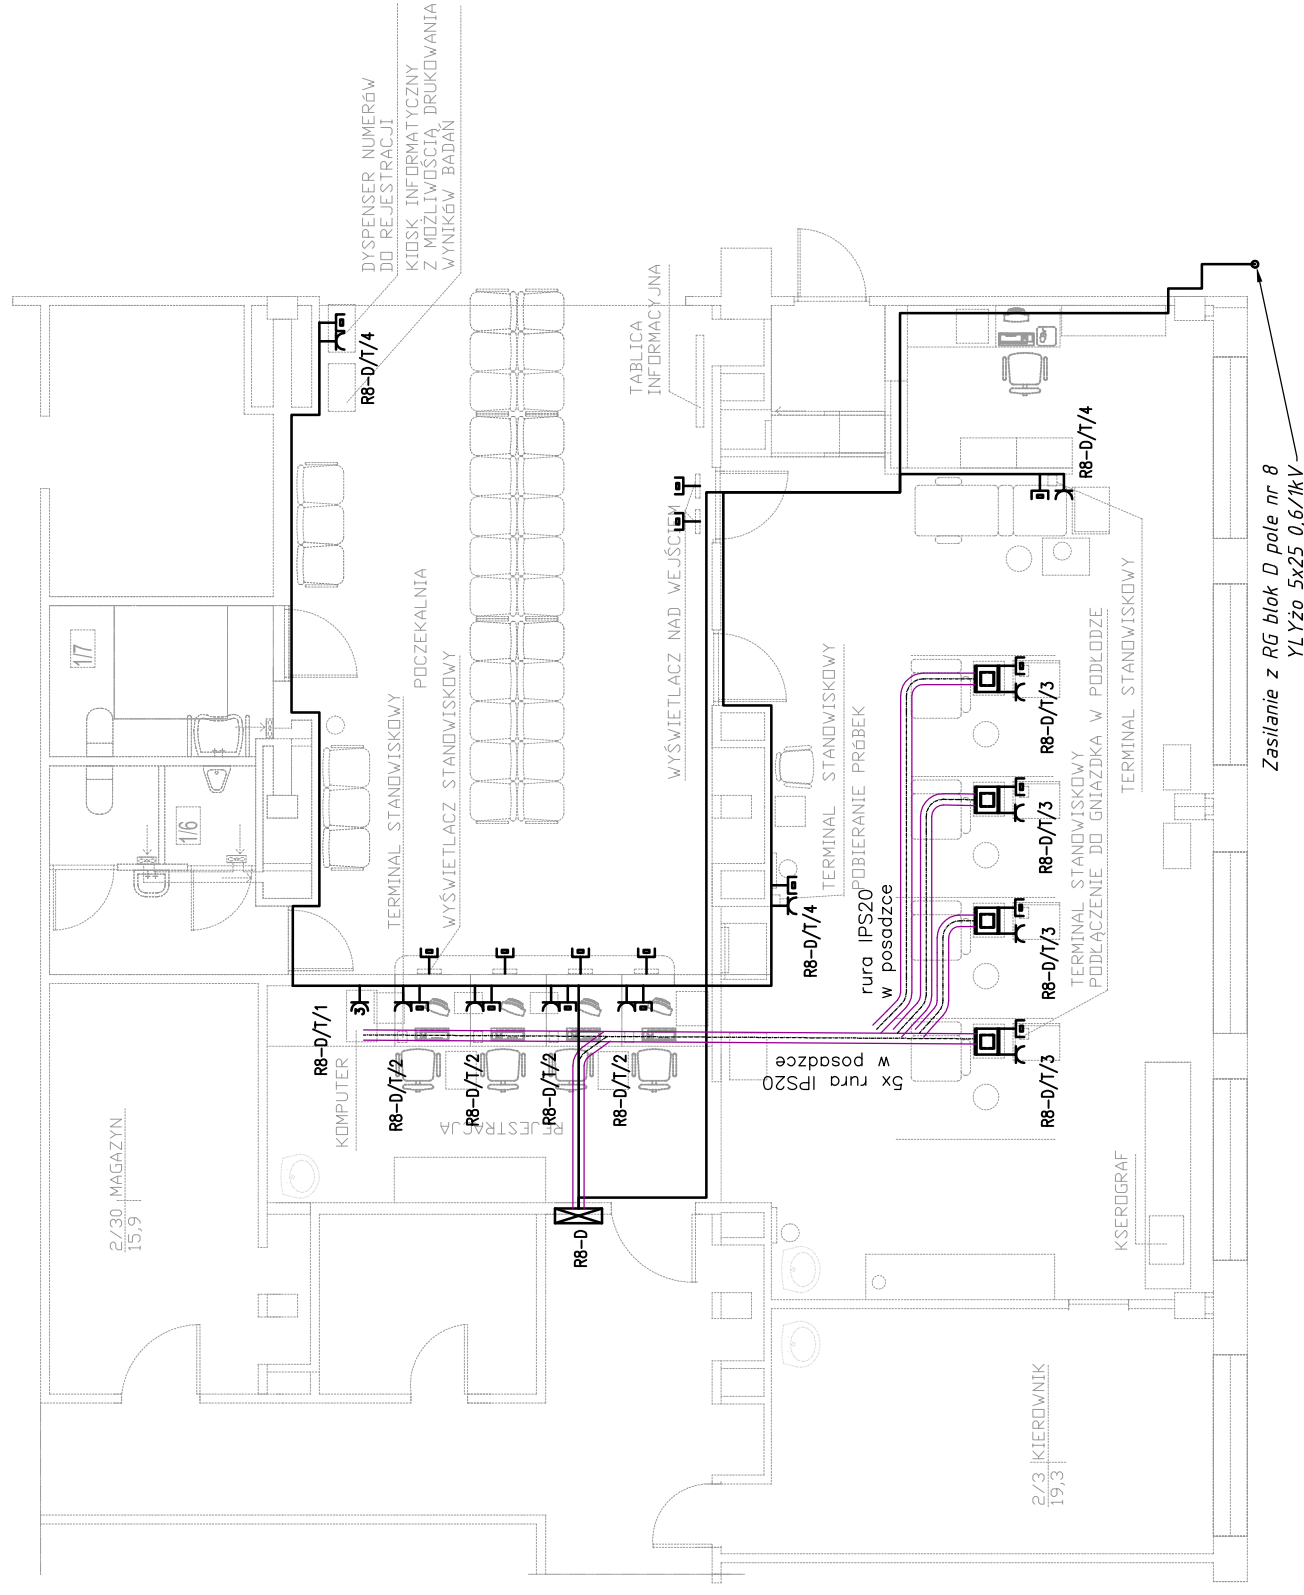 DYSPENSER NUMERÓW
DO REJESTRACJI
KIOSK INFORMATYCZNY
Z MOŻLIWOŚCIĄ DRUKOWANIA
WYNIKÓW BADAŃ
R8-D/T/4
TABLICA
INFORMACYJNA
1/7
1/6
POCZEKALNIA
TERMINAL STANOWISKOWY
WYŚWIETLACZ STANOWISKOWY
WYŚWIETLACZ NAD WEJŚCIEM
R8-D/T/4
Zasilanie z RG blok D pole nr 8
YLYżo 5x25 0,6/1kV
TERMINAL STANOWISKOWY
POBIERANIE PRÓBEK
R8-D/T/4
rura IPS20
w posadzce
R8-D/T/3
R8-D/T/3
R8-D/T/3
R8-D/T/3
TERMINAL STANOWISKOWY
PODŁĄCZENIE DO GNIAZDKA W PODŁODZE
TERMINAL STANOWISKOWY
3
R8-D/T/1
KOMPUTER
R8-D/T/2
R8-D/T/2
R8-D/T/2
R8-D/T/2
REJESTRACJA
5x rura IPS20
w posadzce
R8-D
2/30 MAGAZYN
15,9
KSEROGRAF
2/3 KIEROWNIK
19,3